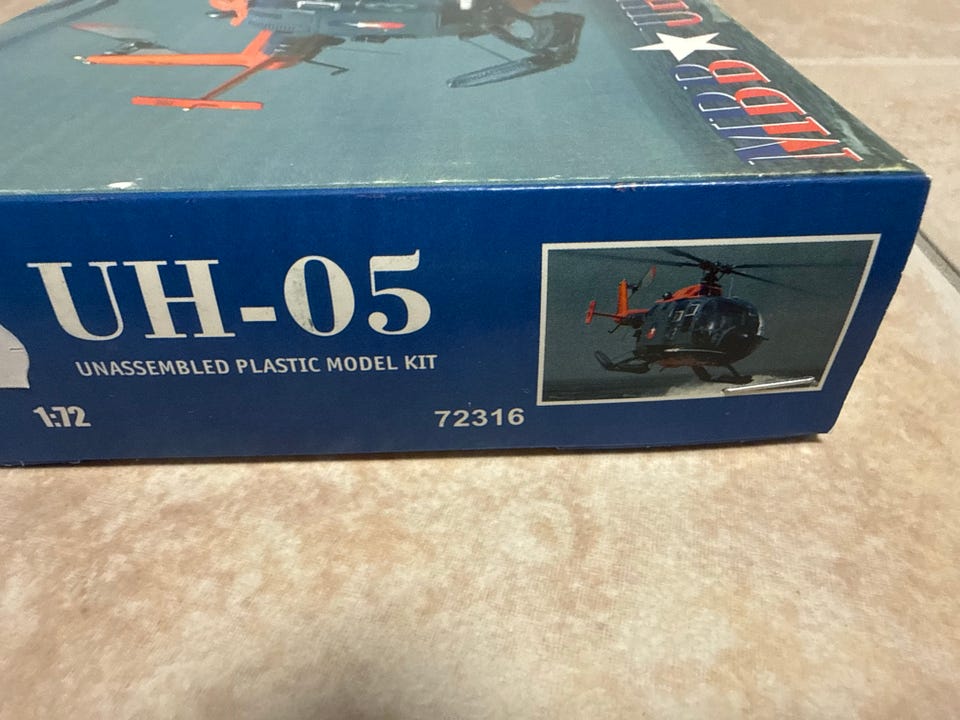 UH-05
UNASSEMBLED PLASTIC MODEL KIT
1:72
72316